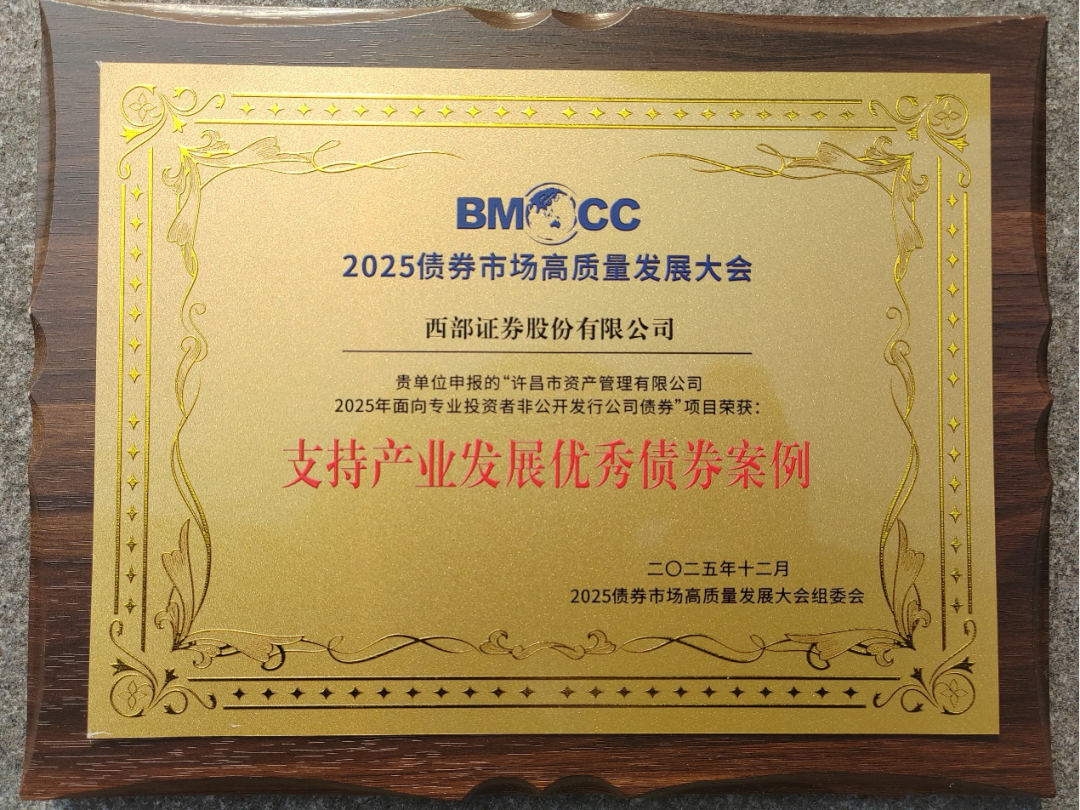 BMOCC
2025债券市场高质量发展大会
西部证券股份有限公司
贵单位申报的“许昌市资产管理有限公司
2025年面向专业投资者非公开发行公司债券”项目荣获：
支持产业发展优秀债券案例
二〇二五年十二月
2025债券市场高质量发展大会组委会